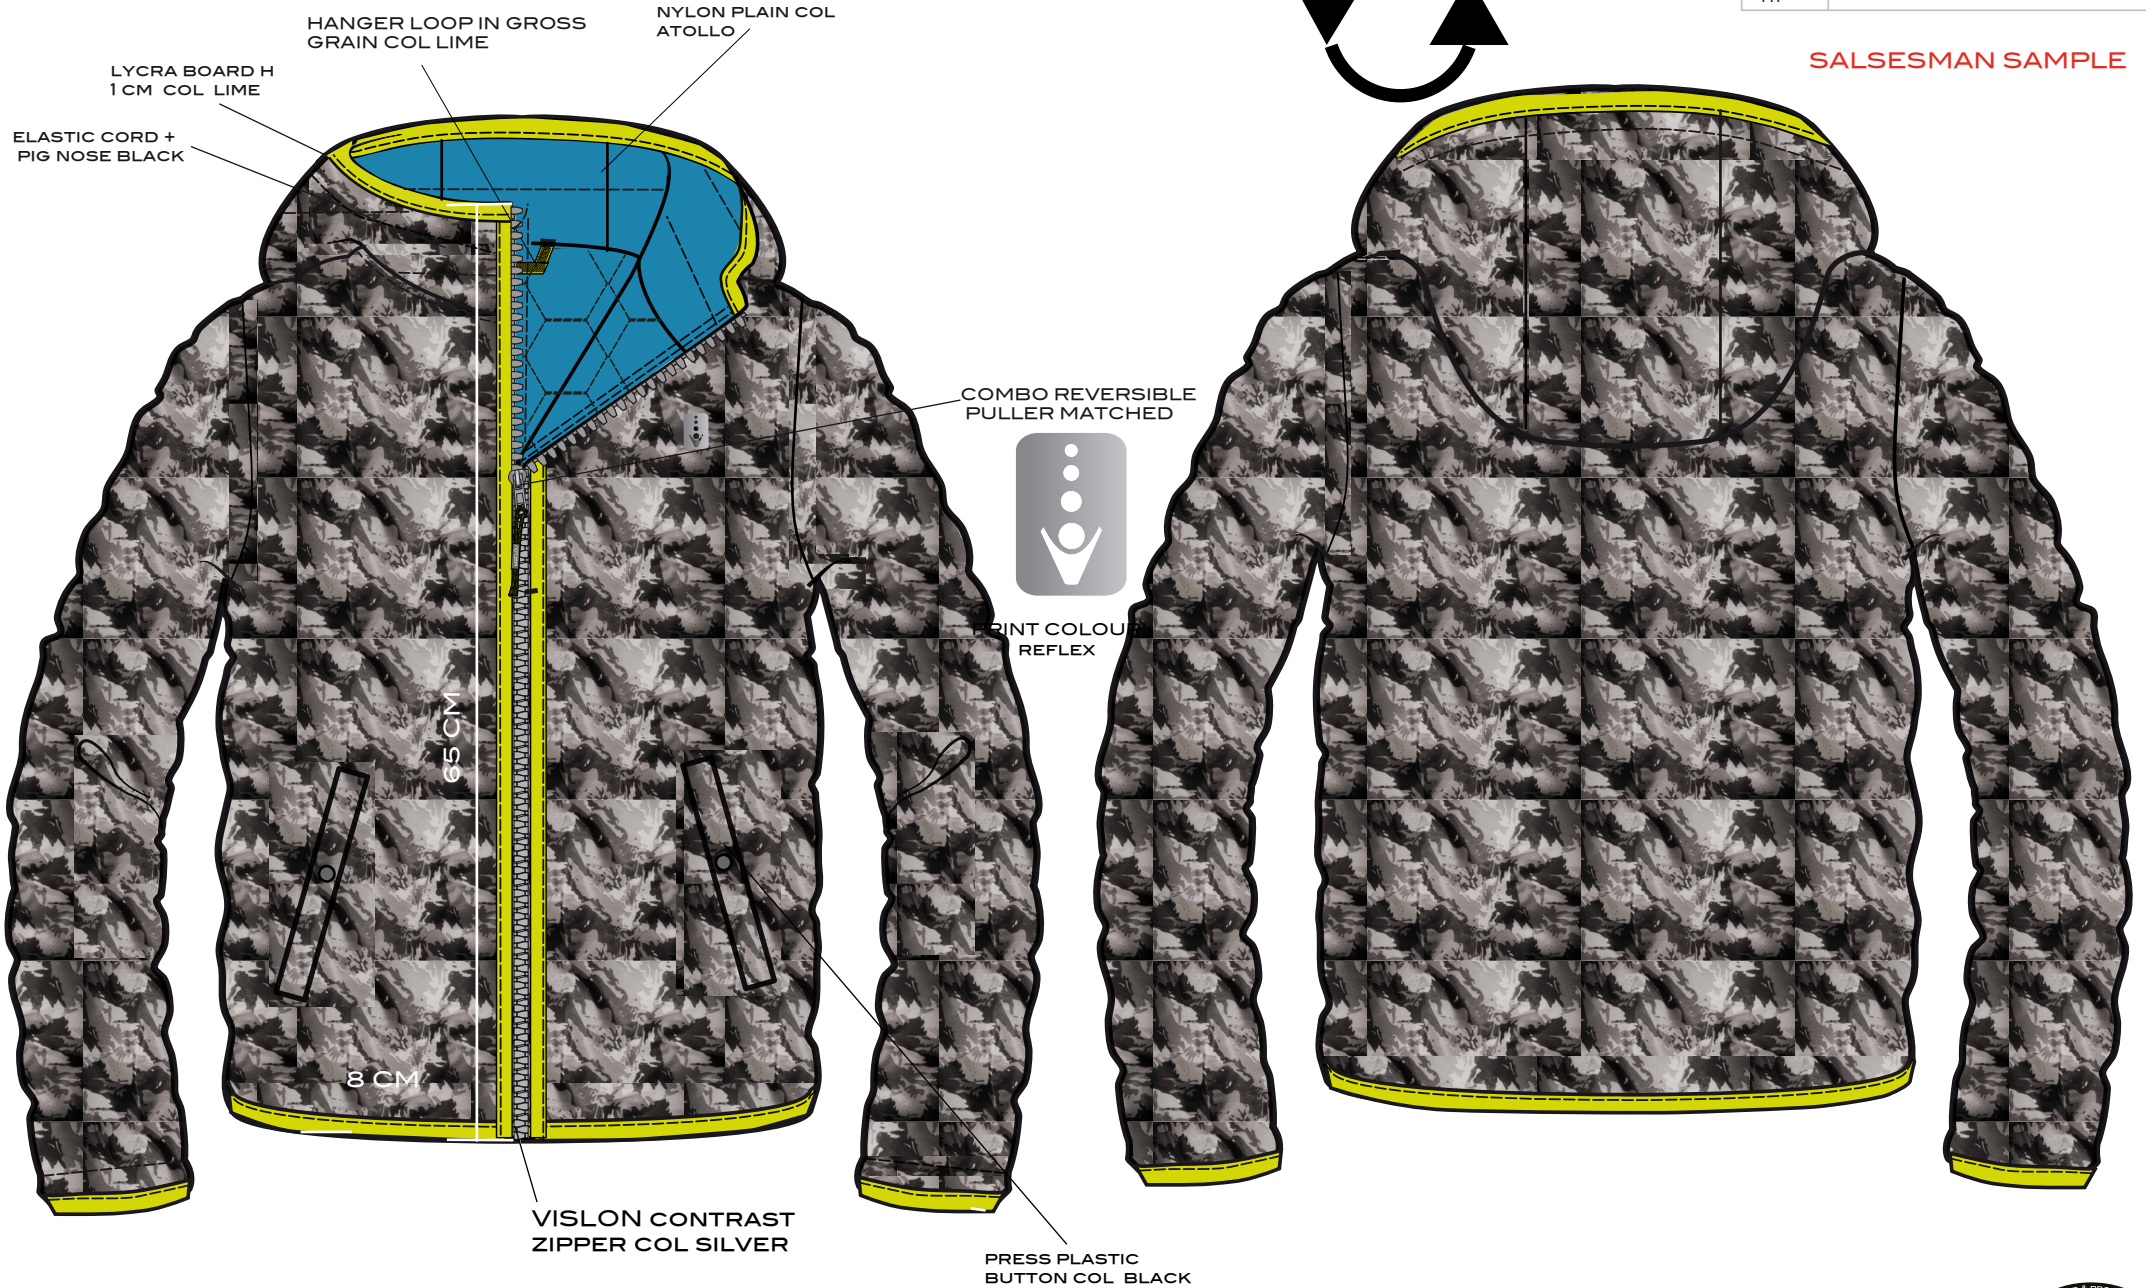 HANGER LOOP IN GROSS
GRAIN COL LIME
NYLON PLAIN COL
ATOLLO
SALSESMAN SAMPLE
LYCRA BOARD H
1 CM COL LIME
ELASTIC CORD +
PIG NOSE BLACK
COMBO REVERSIBLE
PULLER MATCHED
PRINT COLOUR
REFLEX
65 CM
8 CM
VISLON CONTRAST
ZIPPER COL SILVER
PRESS PLASTIC
BUTTON COL BLACK